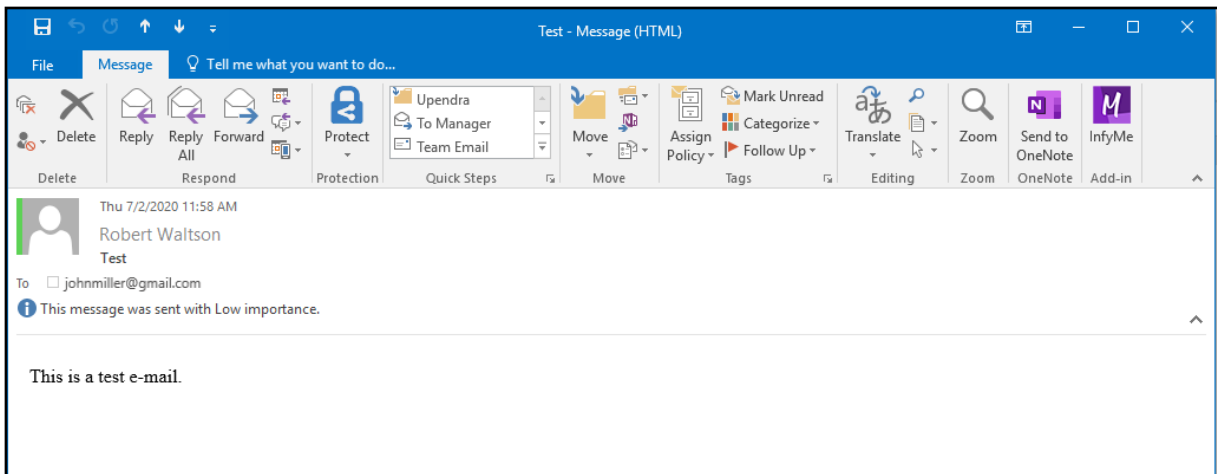 Test - Message (HTML)
File Message Tell me what you want to do...
Delete
Reply
Reply All
Forward
Protect
Upendra
To Manager
Team Email
Move
Assign Policy
Mark Unread
Categorize
Follow Up
Translate
Zoom
Send to OneNote
InfyMe
Delete Respond Protection Quick Steps Move Tags Editing Zoom OneNote Add-in
Thu 7/2/2020 11:58 AM
Robert Waltson
Test
To johnmiller@gmail.com
This message was sent with Low importance.
This is a test e-mail.